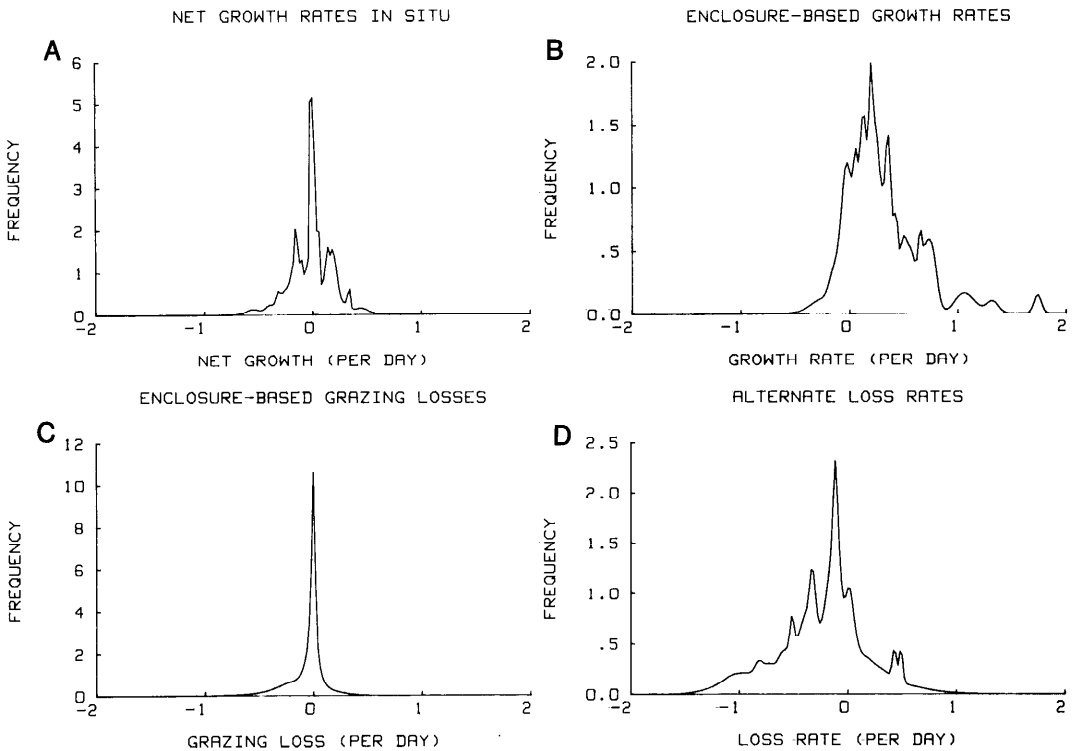 NET GROWTH RATES IN SITU
A
6
5
4
3
2
1
0
-2
-1
0
1
2
FREQUENCY
NET GROWTH (PER DAY)
ENCLOSURE-BASED GROWTH RATES
B
2.0
1.5
1.0
.5
0.0
-2
-1
0
1
2
FREQUENCY
GROWTH RATE (PER DAY)
ENCLOSURE-BASED GRAZING LOSSES
C
12
10
8
6
4
2
0
-2
-1
0
1
2
FREQUENCY
GRAZING LOSS (PER DAY)
ALTERNATE LOSS RATES
D
2.5
2.0
1.5
1.0
.5
0.0
-2
-1
0
1
2
FREQUENCY
LOSS RATE (PER DAY)